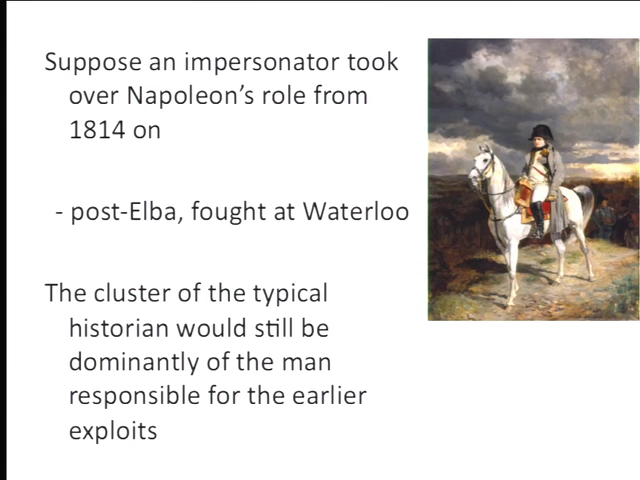 Suppose an impersonator took
over Napoleon's role from
1814 on
- post-Elba, fought at Waterloo
The cluster of the typical
historian would still be
dominantly of the man
responsible for the earlier
exploits